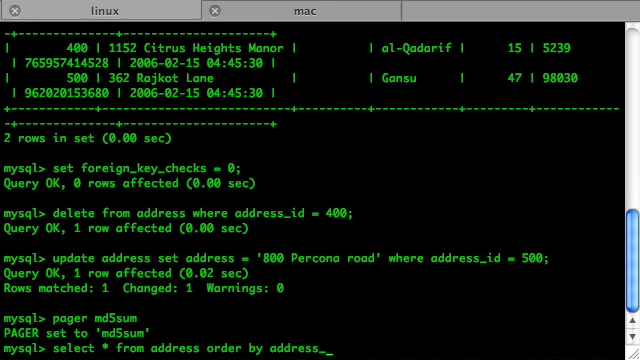 linux mac
-+--------------+---------------------+
| 400 | 1152 Citrus Heights Manor | | al-Qadarif | 15 | 5239
| 765957414528 | 2006-02-15 04:45:30 |
| 500 | 362 Rajkot Lane | | Gansu | 47 | 98030
| 962020153680 | 2006-02-15 04:45:30 |
+------------+---------------------------+----------+------------+---------+------------
-+--------------+---------------------+
2 rows in set (0.00 sec)
mysql> set foreign_key_checks = 0;
Query OK, 0 rows affected (0.00 sec)
mysql> delete from address where address_id = 400;
Query OK, 1 row affected (0.00 sec)
mysql> update address set address = '800 Percona road' where address_id = 500;
Query OK, 1 row affected (0.02 sec)
Rows matched: 1 Changed: 1 Warnings: 0
mysql> pager md5sum
PAGER set to 'md5sum'
mysql> select * from address order by address_